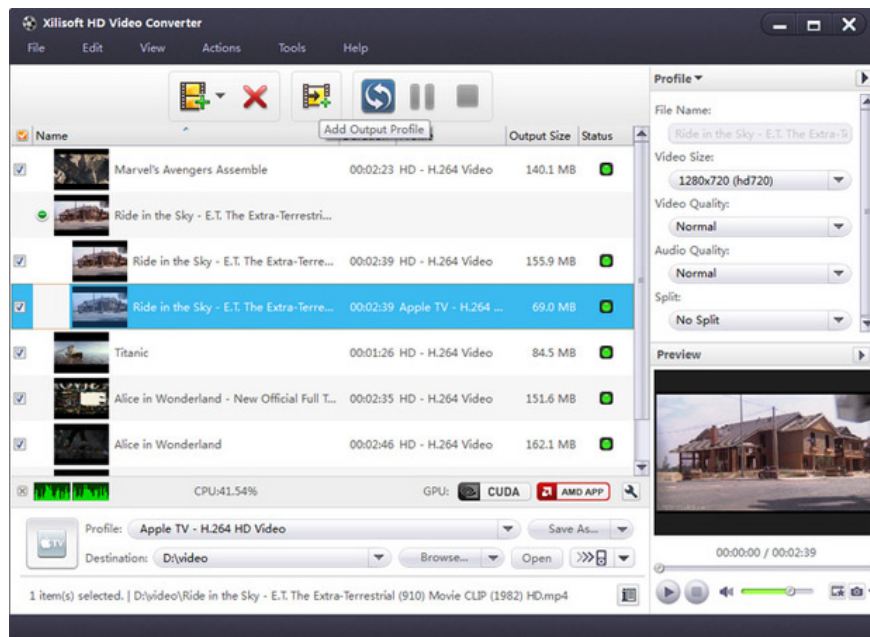 Xilisoft HD Video Converter
File Edit View Actions Tools Help
Add Output Profile
Name Output Size Status
Marvel's Avengers Assemble 00:02:23 HD - H.264 Video 140.1 MB
Ride in the Sky - E.T. The Extra-Terrestri...
Ride in the Sky - E.T. The Extra-Terre... 00:02:39 HD - H.264 Video 155.9 MB
Ride in the Sky - E.T. The Extra-Terre... 00:02:39 Apple TV - H.264 ... 69.0 MB
Titanic 00:01:26 HD - H.264 Video 84.5 MB
Alice in Wonderland - New Official Full T... 00:02:35 HD - H.264 Video 151.6 MB
Alice in Wonderland 00:02:46 HD - H.264 Video 162.1 MB
CPU:41.54% GPU: CUDA AMD APP
Profile: Apple TV - H.264 HD Video Save As...
Destination: D:\video Browse... Open
1 item(s) selected. | D:\video\Ride in the Sky - E.T. The Extra-Terrestrial (910) Movie CLIP (1982) HD.mp4
Profile
File Name:
Ride in the Sky - E.T. The Extra-Te
Video Size:
1280x720 (hd720)
Video Quality:
Normal
Audio Quality:
Normal
Split:
No Split
Preview
00:00:00 / 00:02:39